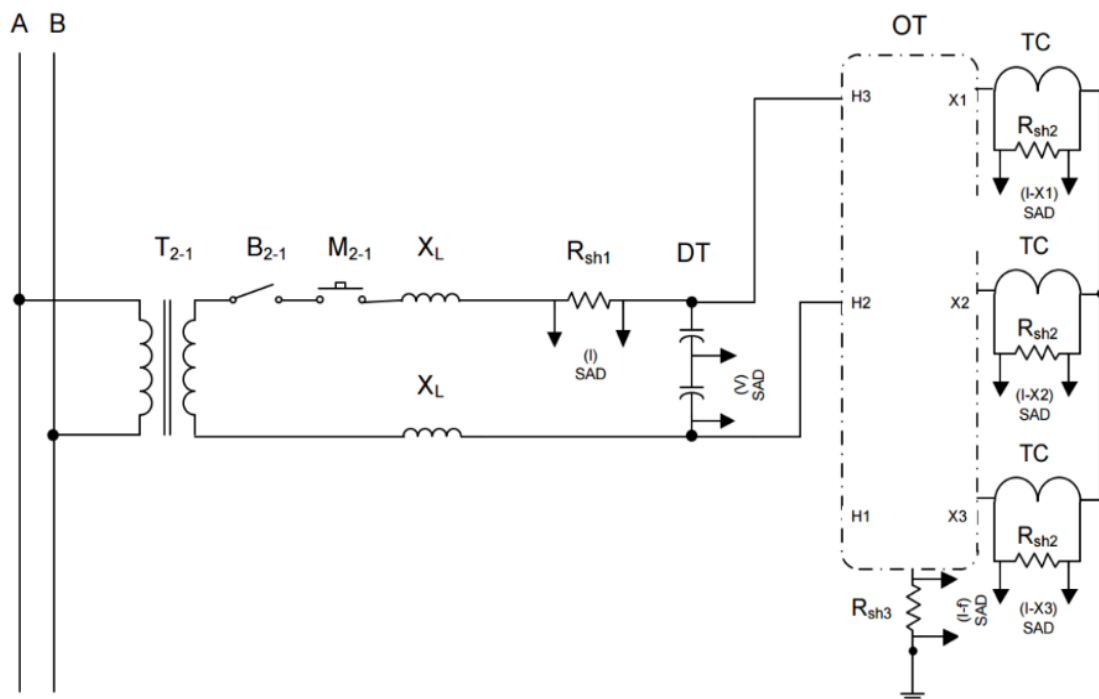 A B
OT
TC
H3
X1
Rsh2
(I-X1)
SAD
T2-1
B2-1
M2-1
XL
Rsh1
DT
TC
H2
X2
Rsh2
(I)
SAD
(V)
SAD
(I-X2)
SAD
XL
TC
H1
X3
Rsh2
Rsh3
(I-f)
SAD
(I-X3)
SAD